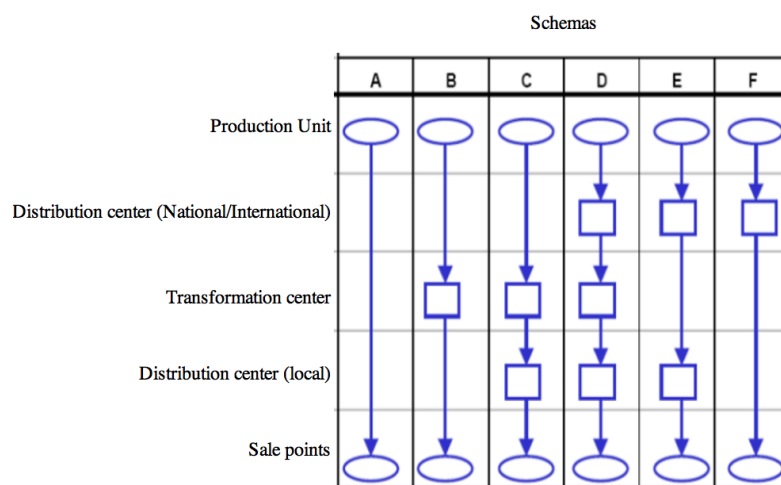 Schemas
A B C D E F
Production Unit
Distribution center (National/International)
Transformation center
Distribution center (local)
Sale points